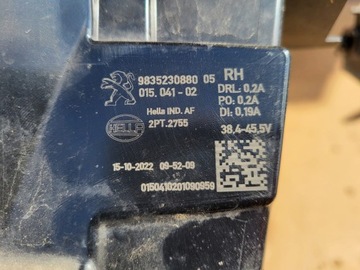 9835230880 05
015, 041-02
Hella IND. AF
2PT.2755
HELLA
15-10-2022 09-52-09
0150410201090959
RH
DRL: 0,2A
PO: 0,2A
DI: 0,19A
38,4-45,5V